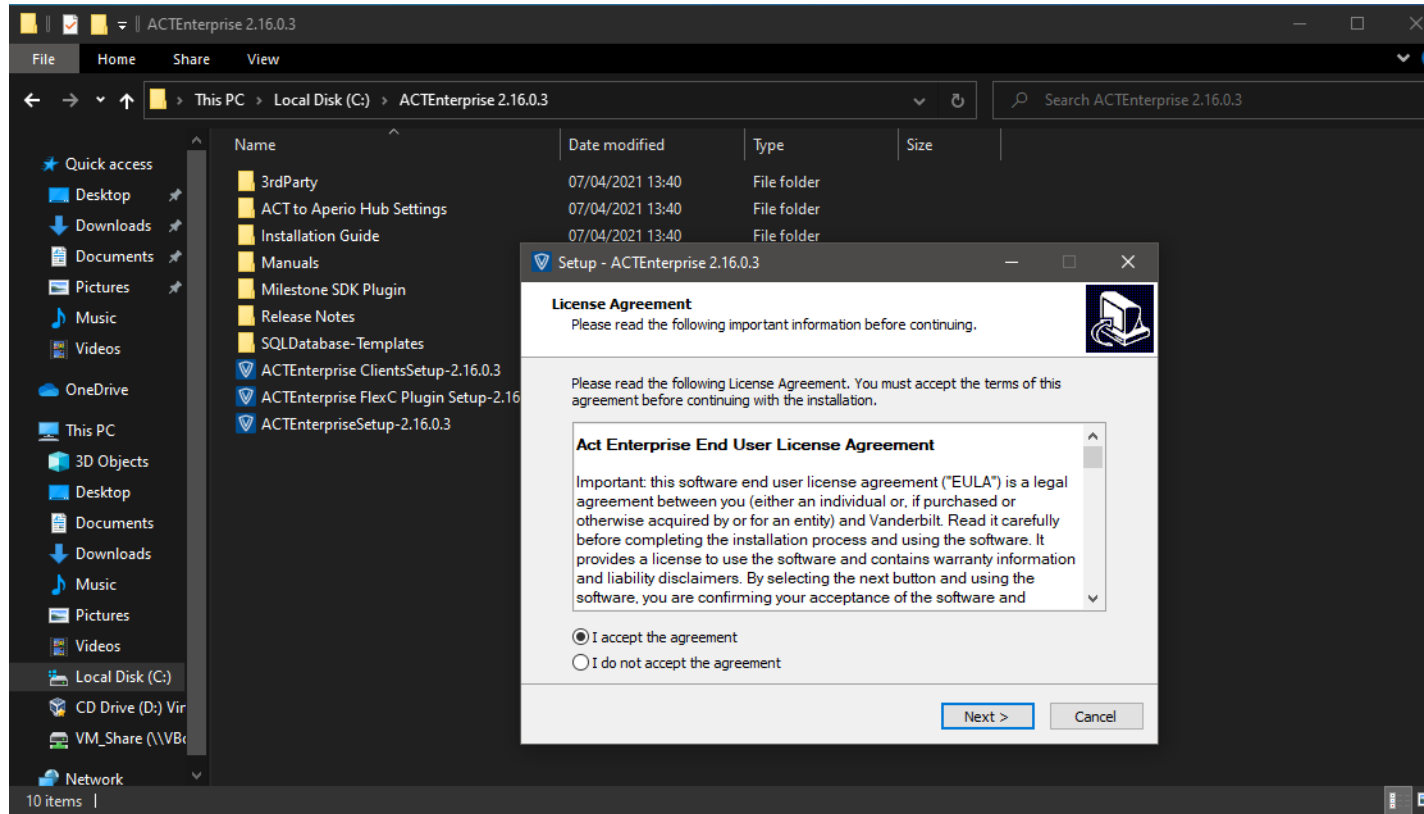 ACTEnterprise 2.16.0.3
File Home Share View
This PC > Local Disk (C:) > ACTEnterprise 2.16.0.3
Search ACTEnterprise 2.16.0.3
Quick access
Desktop
Downloads
Documents
Pictures
Music
Videos
OneDrive
This PC
3D Objects
Desktop
Documents
Downloads
Music
Pictures
Videos
Local Disk (C:)
CD Drive (D:) Vir
VM_Share (\\VBo
Network
Name Date modified Type Size
3rdParty 07/04/2021 13:40 File folder
ACT to Aperio Hub Settings 07/04/2021 13:40 File folder
Installation Guide 07/04/2021 13:40 File folder
Manuals
Milestone SDK Plugin
Release Notes
SQLDatabase-Templates
ACTEnterprise ClientsSetup-2.16.0.3
ACTEnterprise FlexC Plugin Setup-2.16
ACTEnterpriseSetup-2.16.0.3
Setup - ACTEnterprise 2.16.0.3
License Agreement
Please read the following important information before continuing.
Please read the following License Agreement. You must accept the terms of this
agreement before continuing with the installation.
Act Enterprise End User License Agreement
Important: this software end user license agreement ("EULA") is a legal
agreement between you (either an individual or, if purchased or
otherwise acquired by or for an entity) and Vanderbilt. Read it carefully
before completing the installation process and using the software. It
provides a license to use the software and contains warranty information
and liability disclaimers. By selecting the next button and using the
software, you are confirming your acceptance of the software and
I accept the agreement
I do not accept the agreement
Next > Cancel
10 items